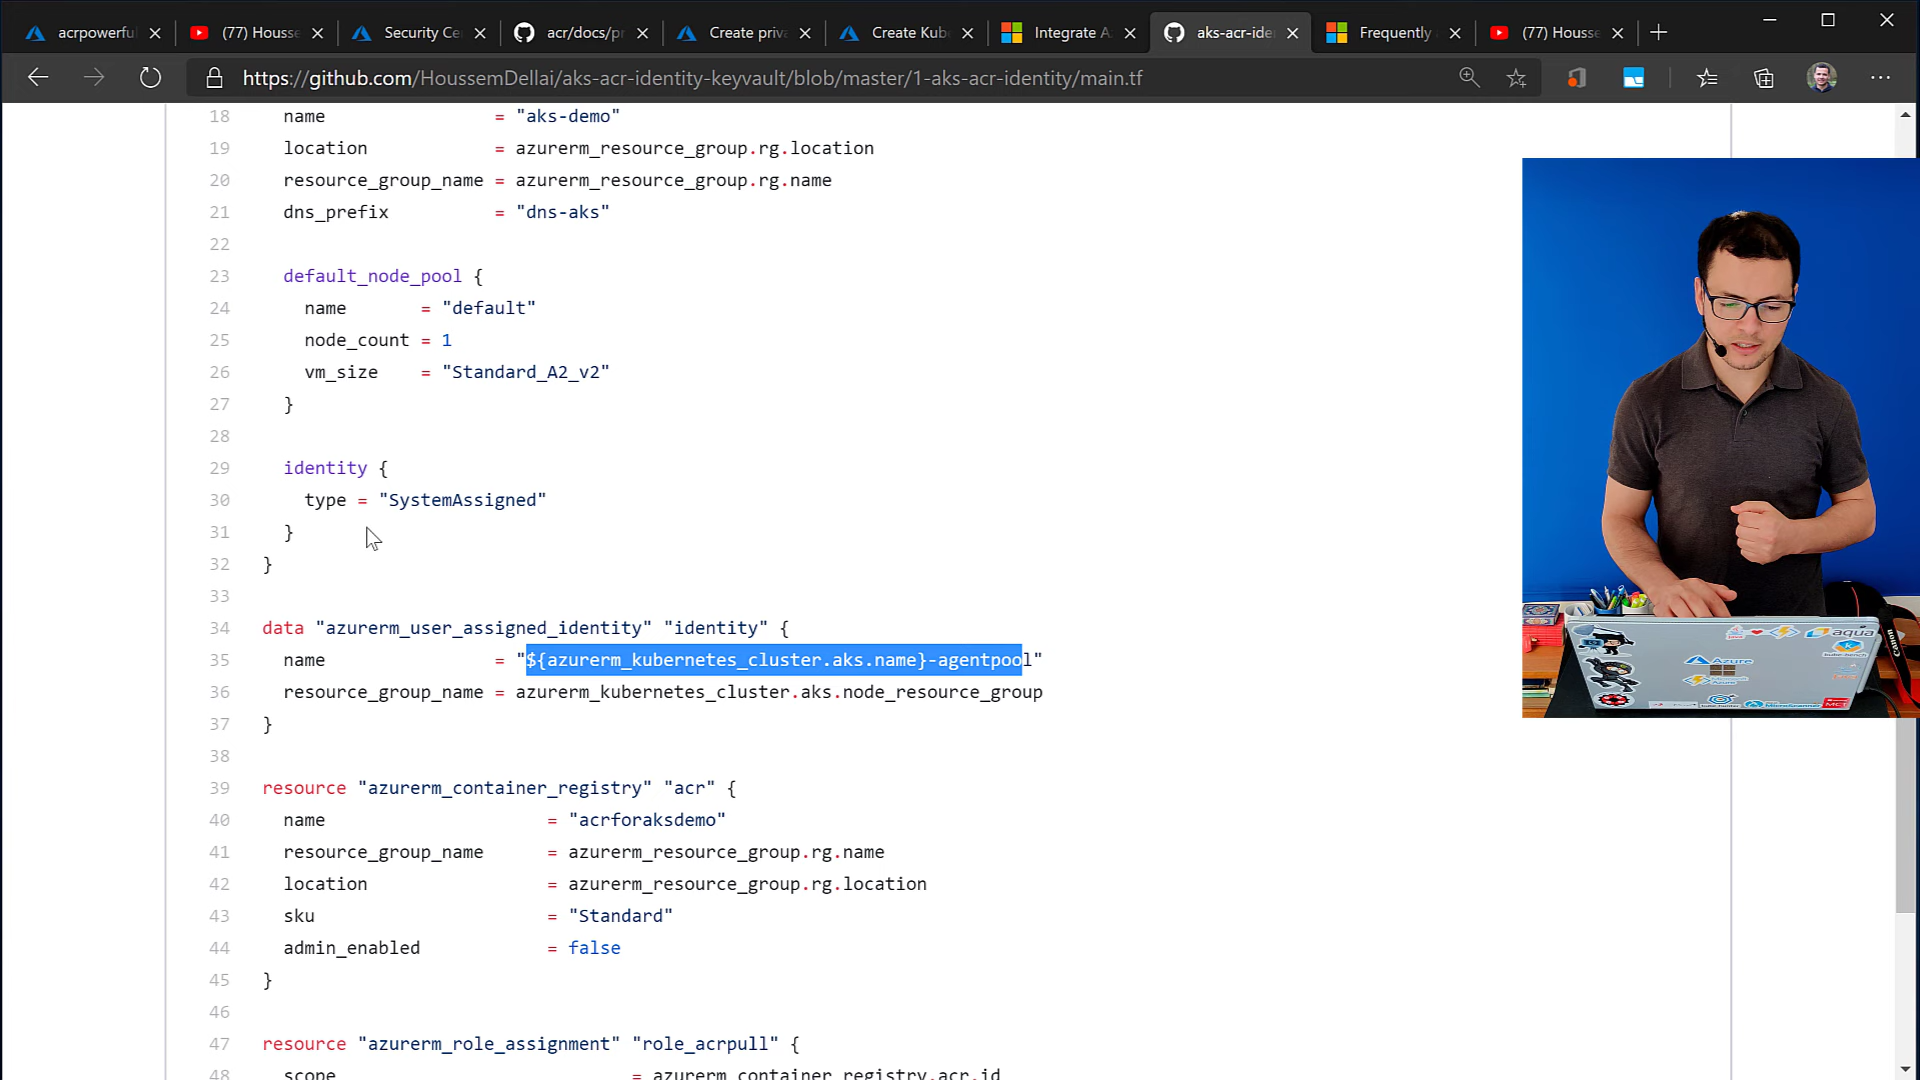 acrpowerful
(77) Housse
Security Ce
acr/docs/pr
Create priva
Create Kub
Integrate A
aks-acr-ide
Frequently
(77) Housse
https://github.com/HoussemDellai/aks-acr-identity-keyvault/blob/master/1-aks-acr-identity/main.tf
18 name = "aks-demo"
19 location = azurerm_resource_group.rg.location
20 resource_group_name = azurerm_resource_group.rg.name
21 dns_prefix = "dns-aks"
22
23 default_node_pool {
24 name = "default"
25 node_count = 1
26 vm_size = "Standard_A2_v2"
27 }
28
29 identity {
30 type = "SystemAssigned"
31 }
32 }
33
34 data "azurerm_user_assigned_identity" "identity" {
35 name = "${azurerm_kubernetes_cluster.aks.name}-agentpool"
36 resource_group_name = azurerm_kubernetes_cluster.aks.node_resource_group
37 }
38
39 resource "azurerm_container_registry" "acr" {
40 name = "acrforaksdemo"
41 resource_group_name = azurerm_resource_group.rg.name
42 location = azurerm_resource_group.rg.location
43 sku = "Standard"
44 admin_enabled = false
45 }
46
47 resource "azurerm_role_assignment" "role_acrpull" {
48 scope = azurerm_container_registry.acr.id
aqua
Azure
kube-bench
MicroScanner
MCT
Canon